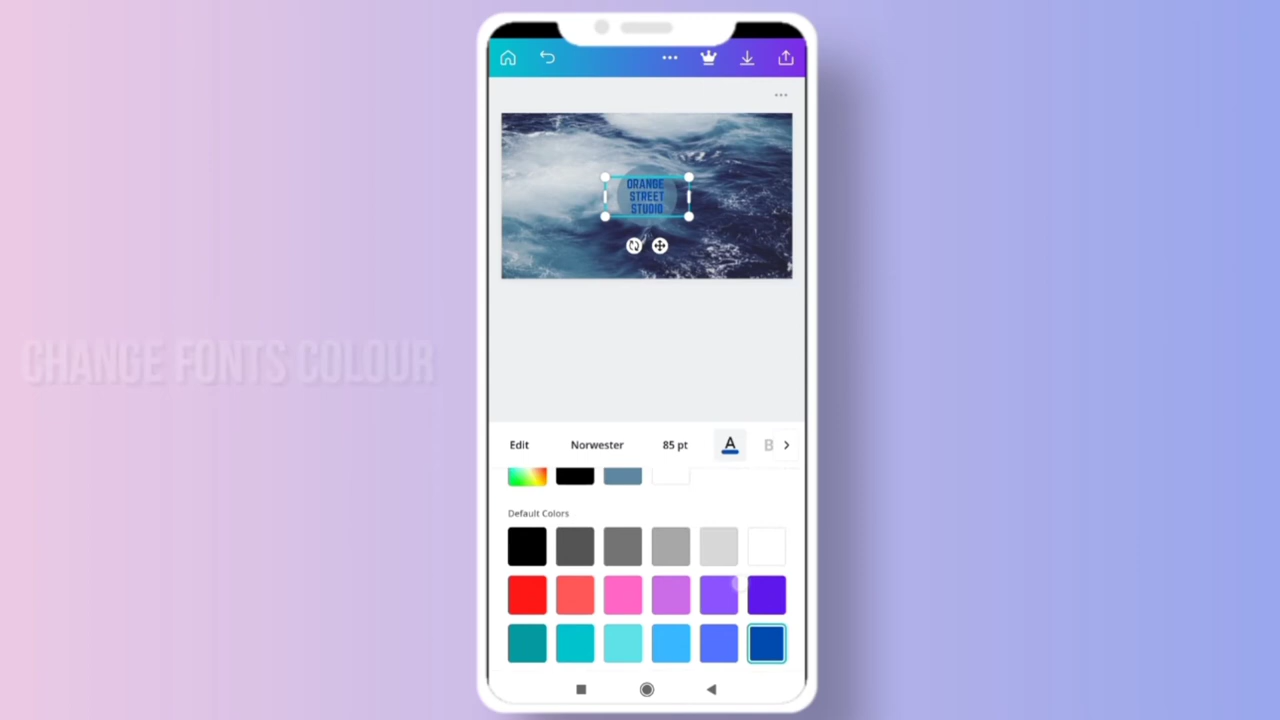 ORANGE
STREET
STUDIO
CHANGE FONTS COLOUR
Edit Norwester 85 pt A B
Default Colors